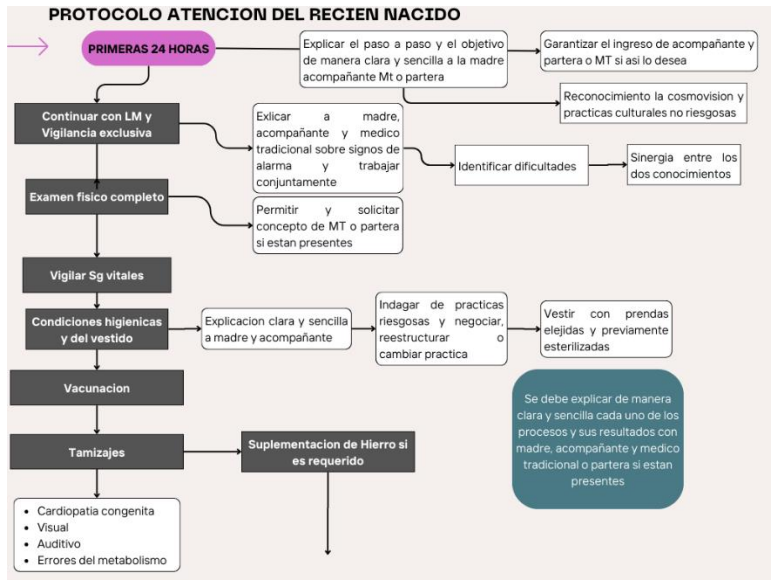 PROTOCOLO ATENCION DEL RECIEN NACIDO
PRIMERAS 24 HORAS
Explicar el paso a paso y el objetivo
de manera clara y sencilla a la madre
acompañante Mt o partera
Garantizar el ingreso de acompañante y
partera o MT si asi lo desea
Reconocimiento la cosmovision y
practicas culturales no riesgosas
Continuar con LM y
Vigilancia exclusiva
Exlicar a madre,
acompañante y medico
tradicional sobre signos de
alarma y trabajar
conjuntamente
Identificar dificultades
Sinergia entre los
dos conocimientos
Examen fisico completo
Permitir y solicitar
concepto de MT o partera
si estan presentes
Vigilar Sg vitales
Condiciones higienicas
y del vestido
Explicacion clara y sencilla
a madre y acompañante
Indagar de practicas
riesgosas y negociar,
reestructurar o
cambiar practica
Vestir con prendas
elejidas y previamente
esterilizadas
Vacunacion
Se debe explicar de manera
clara y sencilla cada uno de los
procesos y sus resultados con
madre, acompañante y medico
tradicional o partera si estan
presentes
Tamizajes
Suplementacion de Hierro si
es requerido
• Cardiopatia congenita
• Visual
• Auditivo
• Errores del metabolismo